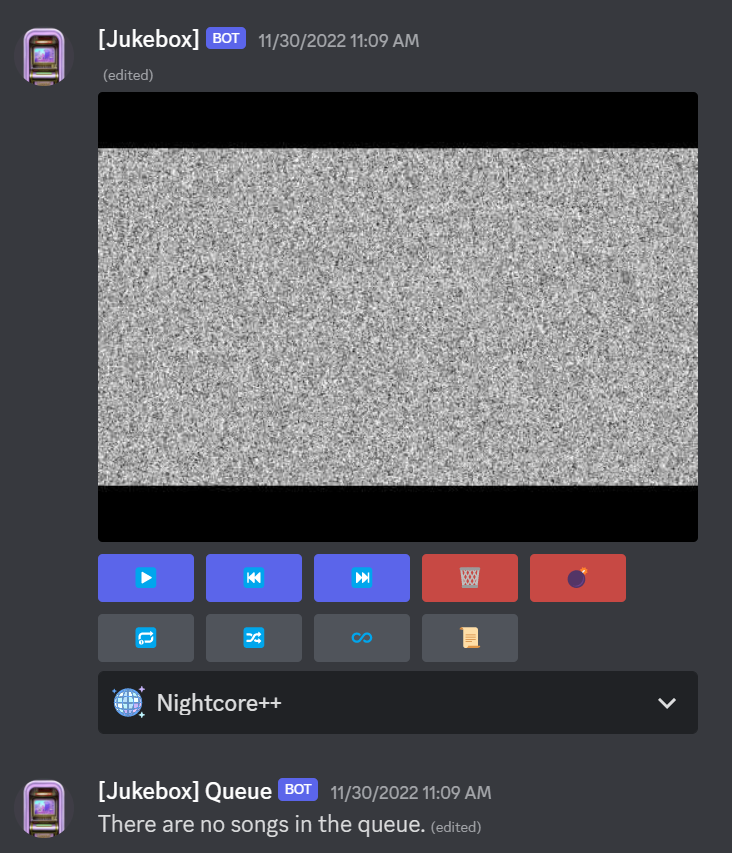 [Jukebox] BOT 11/30/2022 11:09 AM
(edited)
Nightcore++
[Jukebox] Queue BOT 11/30/2022 11:09 AM
There are no songs in the queue. (edited)